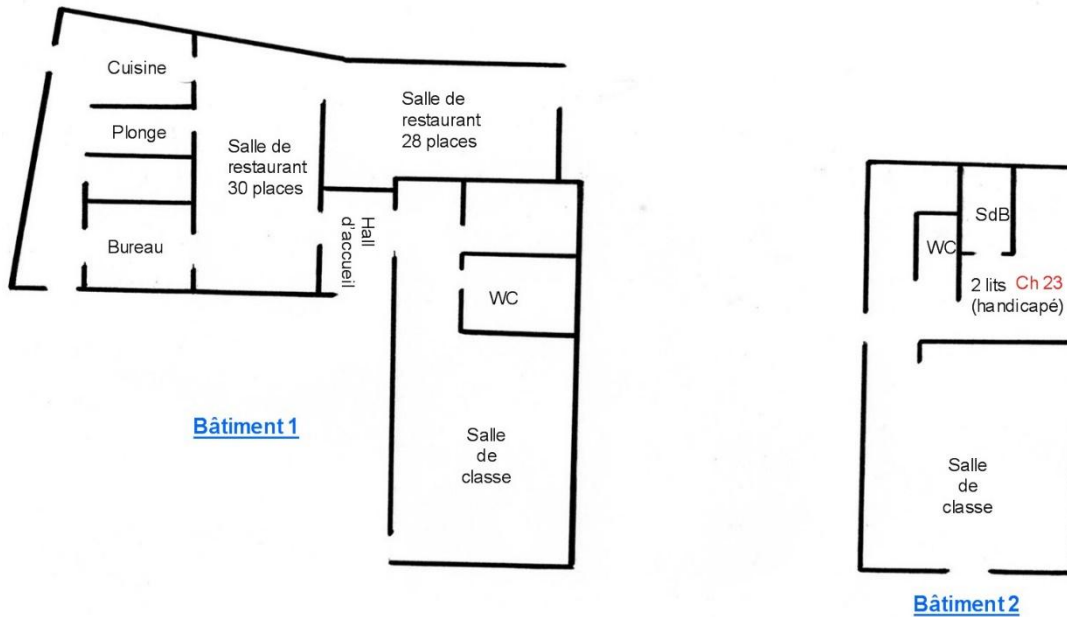 Cuisine
Plonge
Bureau
Salle de
restaurant
30 places
Salle de
restaurant
28 places
Hall
d'accueil
WC
Salle
de
classe
Bâtiment 1
SdB
WC
2 lits Ch 23
(handicapé)
Salle
de
classe
Bâtiment 2